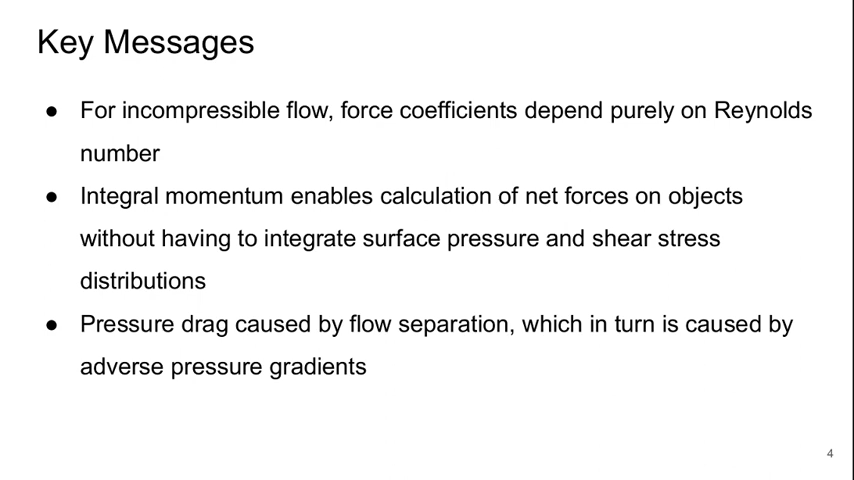 Key Messages
● For incompressible flow, force coefficients depend purely on Reynolds
number
● Integral momentum enables calculation of net forces on objects
without having to integrate surface pressure and shear stress
distributions
● Pressure drag caused by flow separation, which in turn is caused by
adverse pressure gradients
4